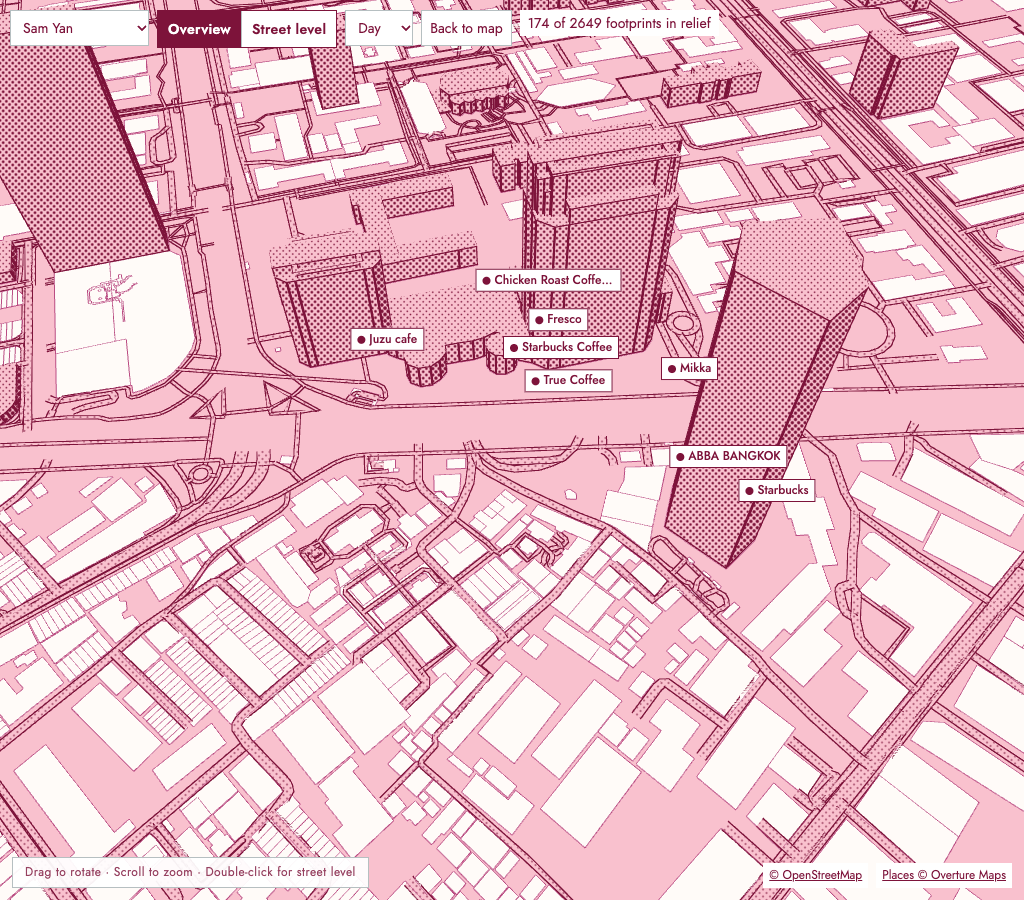 Sam Yan
Overview
Street level
Day
Back to map
174 of 2649 footprints in relief
Chicken Roast Coffe...
Fresco
Juzu cafe
Starbucks Coffee
Mikka
True Coffee
ABBA BANGKOK
Starbucks
Drag to rotate · Scroll to zoom · Double-click for street level
© OpenStreetMap
Places © Overture Maps